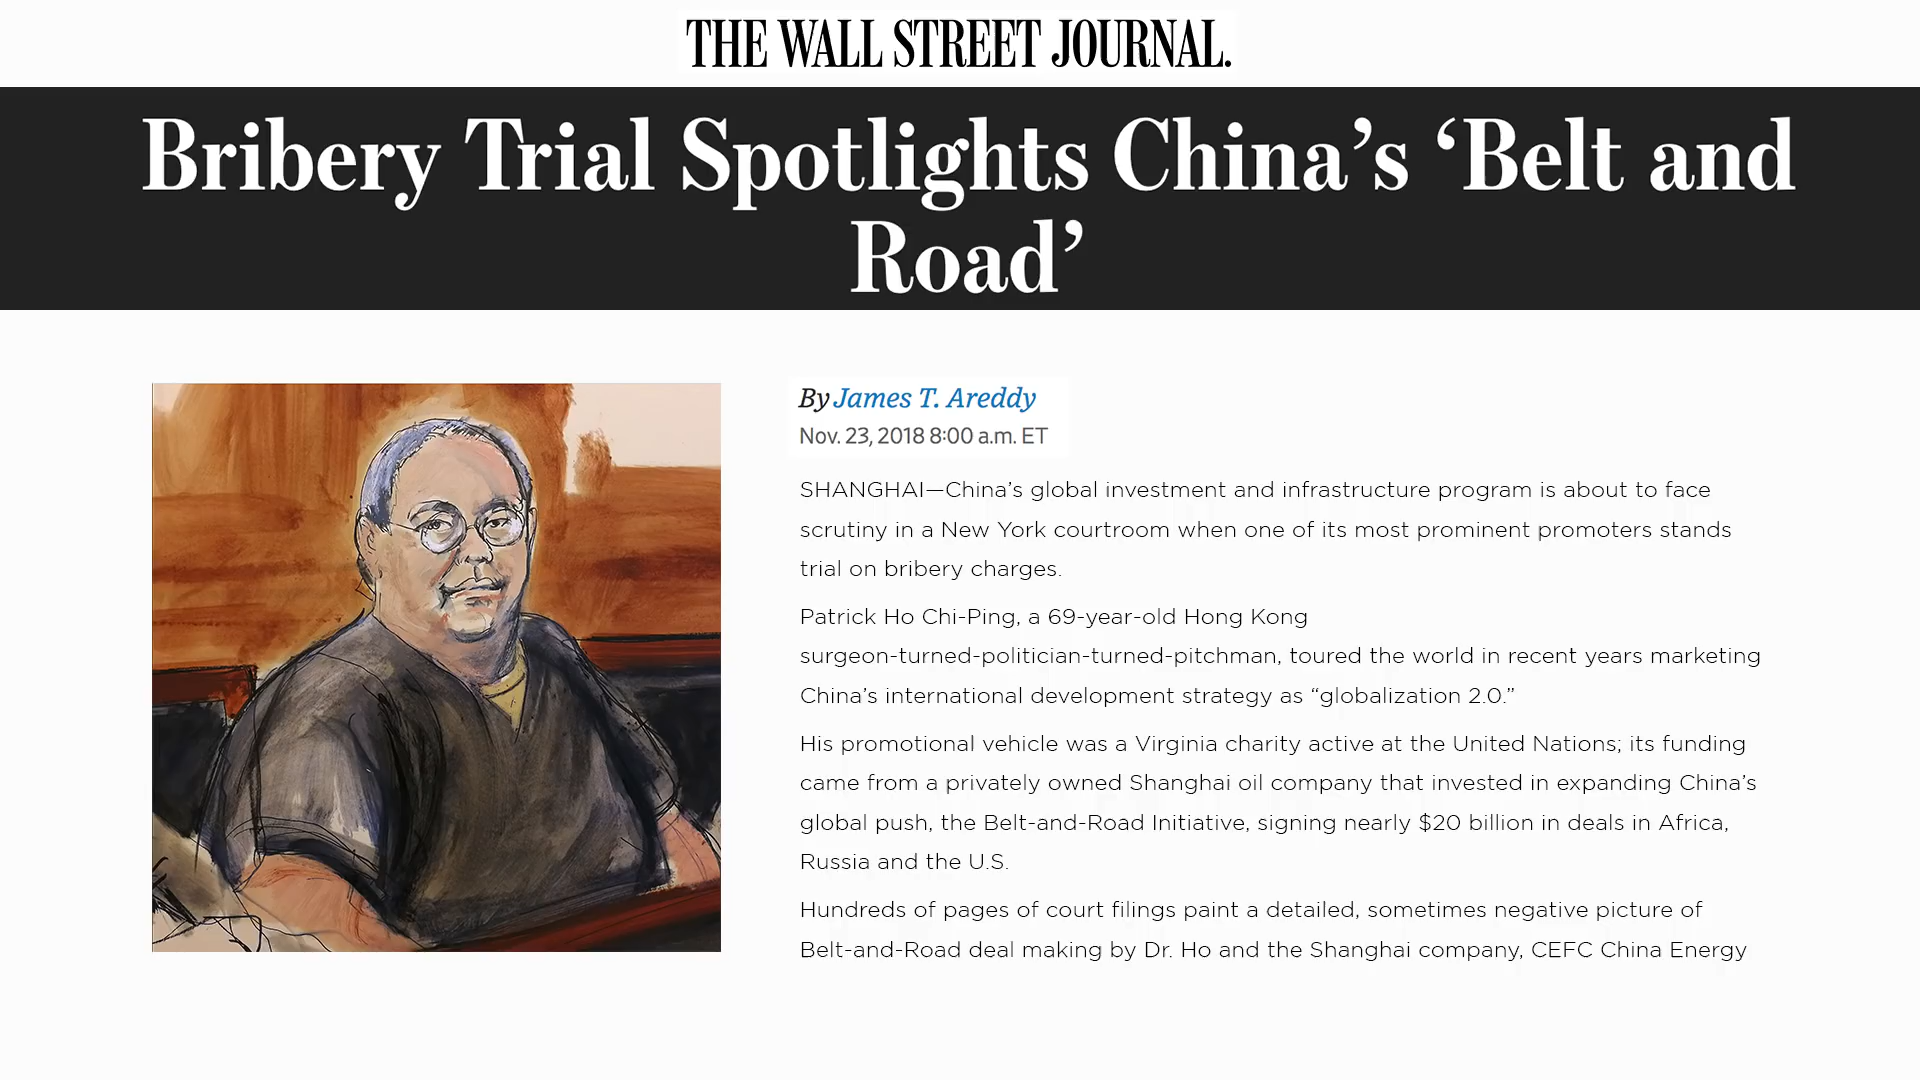 THE WALL STREET JOURNAL.
Bribery Trial Spotlights China’s ‘Belt and
Road’
By James T. Areddy
Nov. 23, 2018 8:00 a.m. ET
SHANGHAI—China’s global investment and infrastructure program is about to face
scrutiny in a New York courtroom when one of its most prominent promoters stands
trial on bribery charges.
Patrick Ho Chi-Ping, a 69-year-old Hong Kong
surgeon-turned-politician-turned-pitchman, toured the world in recent years marketing
China’s international development strategy as “globalization 2.0.”
His promotional vehicle was a Virginia charity active at the United Nations; its funding
came from a privately owned Shanghai oil company that invested in expanding China’s
global push, the Belt-and-Road Initiative, signing nearly $20 billion in deals in Africa,
Russia and the U.S.
Hundreds of pages of court filings paint a detailed, sometimes negative picture of
Belt-and-Road deal making by Dr. Ho and the Shanghai company, CEFC China Energy